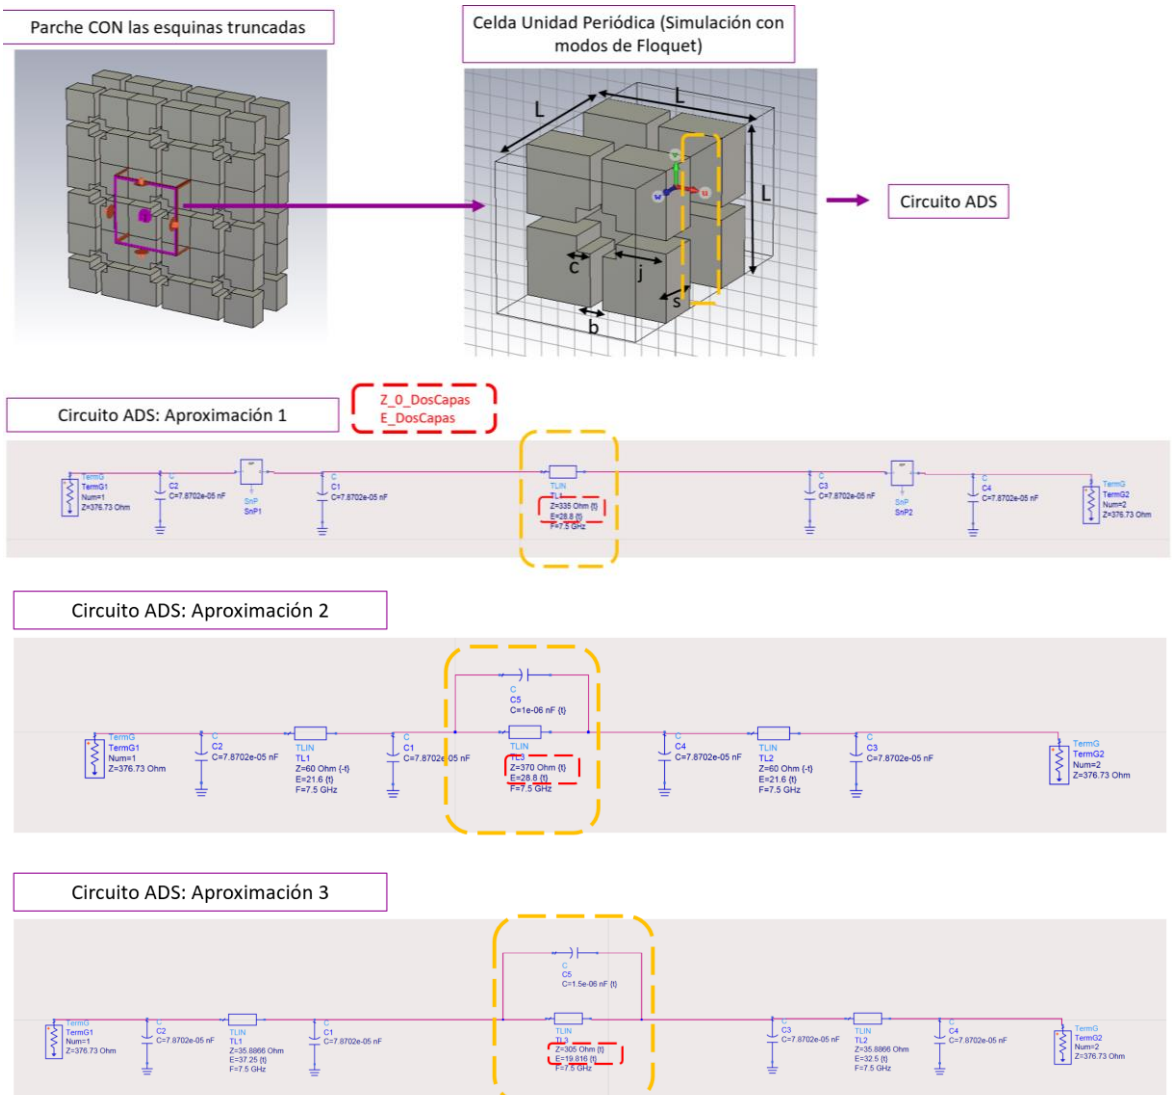 Parche CON las esquinas truncadas
Celda Unidad Periódica (Simulación con
modos de Floquet)
L
L
L
c
j
s
b
v
w
u
Circuito ADS
Circuito ADS: Aproximación 1
Z_0_DosCapas
E_DosCapas
TermG
TermG1
Num=1
Z=376.73 Ohm
C
C2
C=7.8702e-05 nF
SnP
SnP1
C
C1
C=7.8702e-05 nF
TLIN
Z=335 Ohm {t}
E=28.8 {t}
F=7.5 GHz
C
C3
C=7.8702e-05 nF
SnP
SnP2
C
C4
C=7.8702e-05 nF
TermG
TermG2
Num=2
Z=376.73 Ohm
Circuito ADS: Aproximación 2
TermG
TermG1
Num=1
Z=376.73 Ohm
C
C2
C=7.8702e-05 nF
TLIN
TL1
Z=60 Ohm {-t}
E=21.6 {t}
F=7.5 GHz
C
C1
C=7.8702e-05 nF
C
C5
C=1e-06 nF {t}
TLIN
TL3
Z=370 Ohm {t}
E=28.8 {t}
F=7.5 GHz
C
C4
C=7.8702e-05 nF
TLIN
TL2
Z=60 Ohm {-t}
E=21.6 {t}
F=7.5 GHz
C
C3
C=7.8702e-05 nF
TermG
TermG2
Num=2
Z=376.73 Ohm
Circuito ADS: Aproximación 3
TermG
TermG1
Num=1
Z=376.73 Ohm
C
C2
C=7.8702e-05 nF
TLIN
TL1
Z=35.8866 Ohm
E=37.25 {t}
F=7.5 GHz
C
C1
C=7.8702e-05 nF
C
C5
C=1.5e-06 nF {t}
TLIN
TL3
Z=305 Ohm {t}
E=19.816 {t}
F=7.5 GHz
C
C3
C=7.8702e-05 nF
TLIN
TL2
Z=35.8866 Ohm
E=32.5 {t}
F=7.5 GHz
C
C4
C=7.8702e-05 nF
TermG
TermG2
Num=2
Z=376.73 Ohm